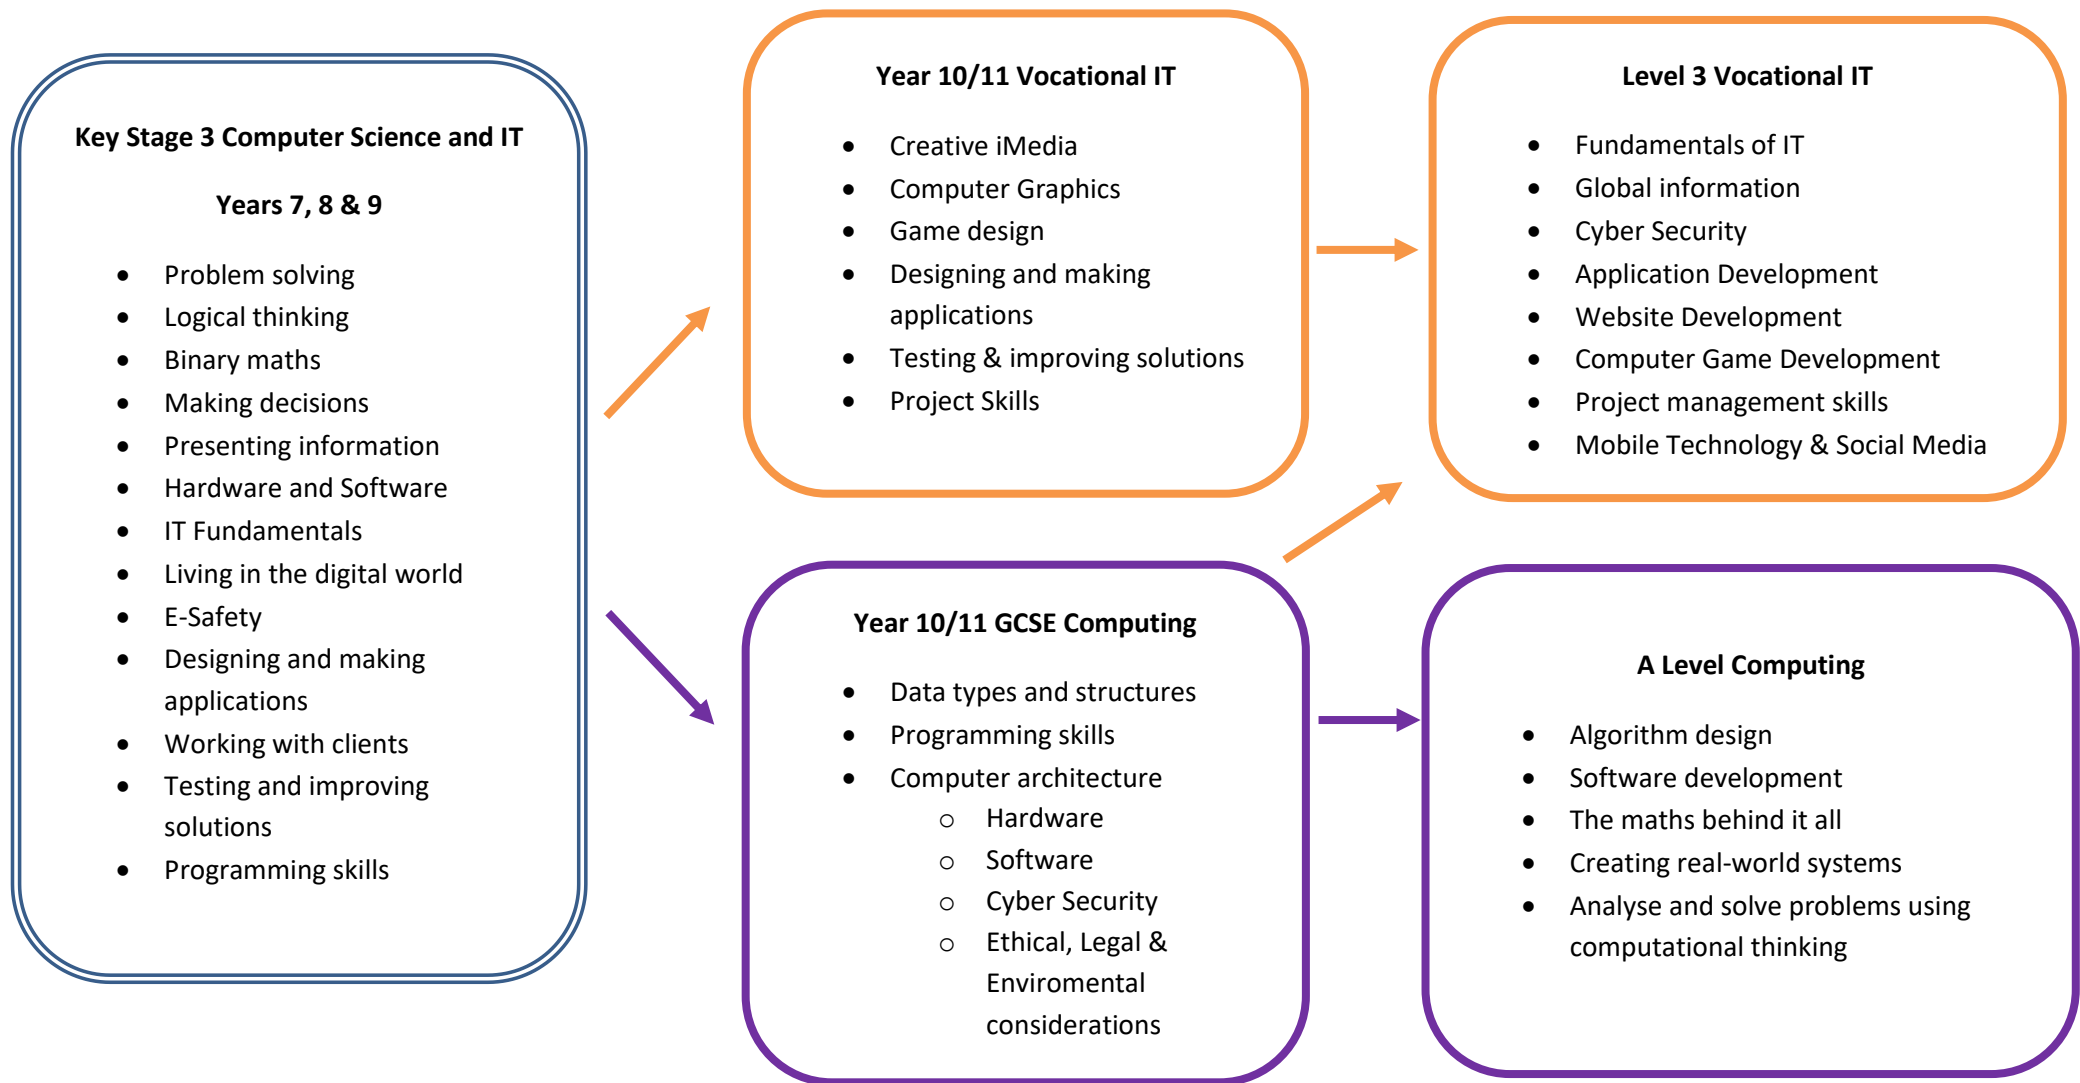 Key Stage 3 Computer Science and IT
Years 7, 8 & 9
• Problem solving
• Logical thinking
• Binary maths
• Making decisions
• Presenting information
• Hardware and Software
• IT Fundamentals
• Living in the digital world
• E-Safety
• Designing and making
applications
• Working with clients
• Testing and improving
solutions
• Programming skills
Year 10/11 Vocational IT
• Creative iMedia
• Computer Graphics
• Game design
• Designing and making
applications
• Testing & improving solutions
• Project Skills
Level 3 Vocational IT
• Fundamentals of IT
• Global information
• Cyber Security
• Application Development
• Website Development
• Computer Game Development
• Project management skills
• Mobile Technology & Social Media
Year 10/11 GCSE Computing
• Data types and structures
• Programming skills
• Computer architecture
o Hardware
o Software
o Cyber Security
o Ethical, Legal &
Enviromental
considerations
A Level Computing
• Algorithm design
• Software development
• The maths behind it all
• Creating real-world systems
• Analyse and solve problems using
computational thinking